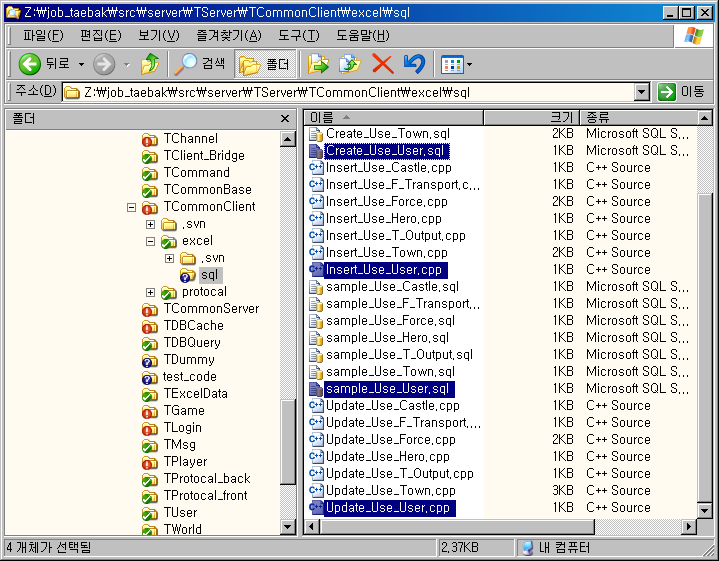 Z:₩job_taebak₩src₩server₩TServer₩TCommonClient₩excel₩sql
파일(F) 편집(E) 보기(V) 즐겨찾기(A) 도구(T) 도움말(H)
뒤로 검색 폴더
주소(D) Z:₩job_taebak₩src₩server₩TServer₩TCommonClient₩excel₩sql 이동
폴더
TChannel
TClient_Bridge
TCommand
TCommonBase
TCommonClient
.svn
excel
.svn
sql
protocal
TCommonServer
TDBCache
TDBQuery
TDummy
test_code
TExcelData
TGame
TLogin
TMsg
TPlayer
TProtocal_back
TProtocal_front
TUser
TWorld
이름 크기 종류
Create_Use_Town.sql 2KB Microsoft SQL S...
Create_Use_User.sql 1KB Microsoft SQL S...
Insert_Use_Castle.cpp 1KB C++ Source
Insert_Use_F_Transport.c... 1KB C++ Source
Insert_Use_Force.cpp 2KB C++ Source
Insert_Use_Hero.cpp 1KB C++ Source
Insert_Use_T_Output.cpp 1KB C++ Source
Insert_Use_Town.cpp 2KB C++ Source
Insert_Use_User.cpp 1KB C++ Source
sample_Use_Castle.sql 1KB Microsoft SQL S...
sample_Use_F_Transport... 1KB Microsoft SQL S...
sample_Use_Force.sql 1KB Microsoft SQL S...
sample_Use_Hero.sql 1KB Microsoft SQL S...
sample_Use_T_Output.sql 1KB Microsoft SQL S...
sample_Use_Town.sql 1KB Microsoft SQL S...
sample_Use_User.sql 1KB Microsoft SQL S...
Update_Use_Castle.cpp 1KB C++ Source
Update_Use_F_Transport.... 1KB C++ Source
Update_Use_Force.cpp 2KB C++ Source
Update_Use_Hero.cpp 1KB C++ Source
Update_Use_T_Output.cpp 1KB C++ Source
Update_Use_Town.cpp 3KB C++ Source
Update_Use_User.cpp 1KB C++ Source
4 개체가 선택됨 2.37KB 내 컴퓨터